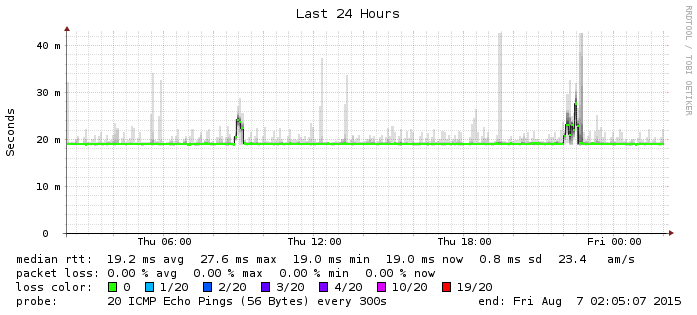 Last 24 Hours
RRDTOOL / TOBI OETIKER
Seconds
40 m
30 m
20 m
10 m
0
Thu 06:00 Thu 12:00 Thu 18:00 Fri 00:00
median rtt: 19.2 ms avg 27.6 ms max 19.0 ms min 19.0 ms now 0.8 ms sd 23.4 am/s
packet loss: 0.00 % avg 0.00 % max 0.00 % min 0.00 % now
loss color: 0 1/20 2/20 3/20 4/20 10/20 19/20
probe: 20 ICMP Echo Pings (56 Bytes) every 300s end: Fri Aug 7 02:05:07 2015